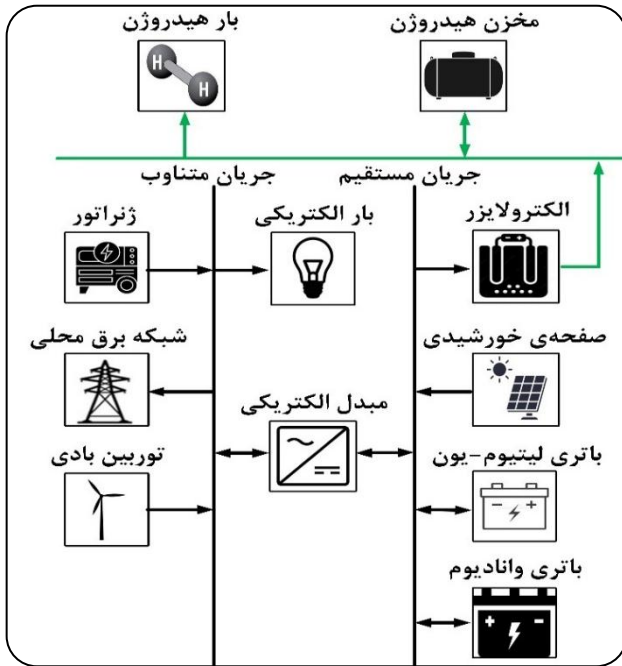 مخزن هیدروژن
بار هیدروژن
H
H
جریان مستقیم
جریان متناوب
الکترولایزر
بار الکتریکی
ژنراتور
صفحه‌ی خورشیدی
شبکه برق محلی
مبدل الکتریکی
باتری لیتیوم-یون
توربین بادی
باتری وانادیوم